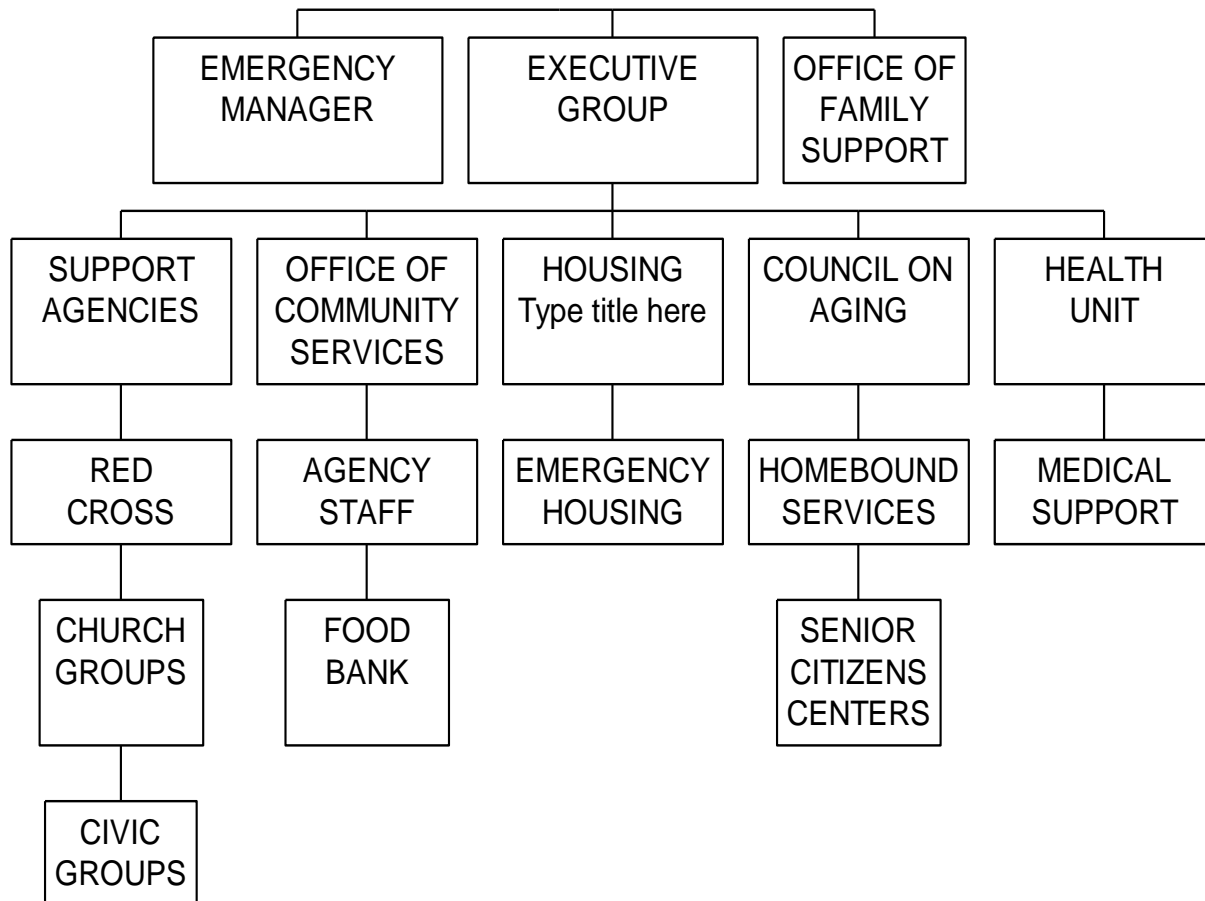 EMERGENCY
MANAGER
EXECUTIVE
GROUP
OFFICE OF
FAMILY
SUPPORT
SUPPORT
AGENCIES
OFFICE OF
COMMUNITY
SERVICES
HOUSING
Type title here
COUNCIL ON
AGING
HEALTH
UNIT
RED
CROSS
AGENCY
STAFF
EMERGENCY
HOUSING
HOMEBOUND
SERVICES
MEDICAL
SUPPORT
CHURCH
GROUPS
FOOD
BANK
SENIOR
CITIZENS
CENTERS
CIVIC
GROUPS